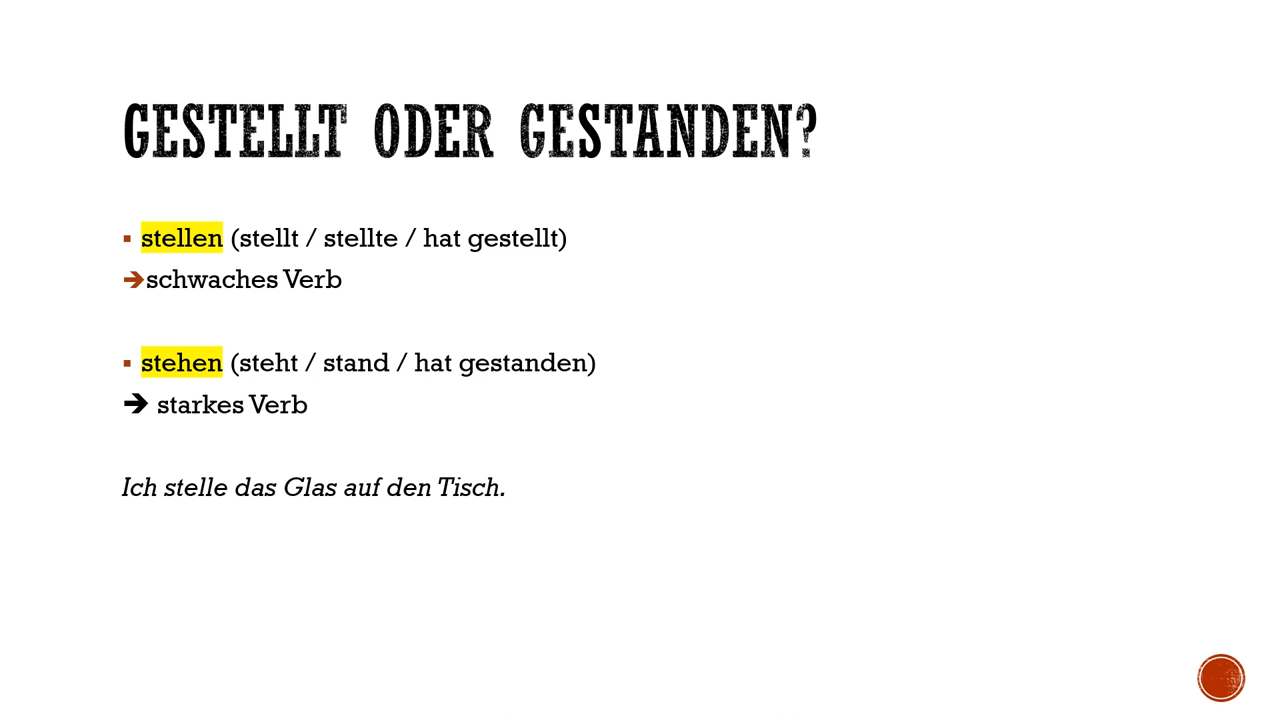 GESTELLT ODER GESTANDEN?
▪ stellen (stellt / stellte / hat gestellt)
➔schwaches Verb
▪ stehen (steht / stand / hat gestanden)
➔ starkes Verb
Ich stelle das Glas auf den Tisch.